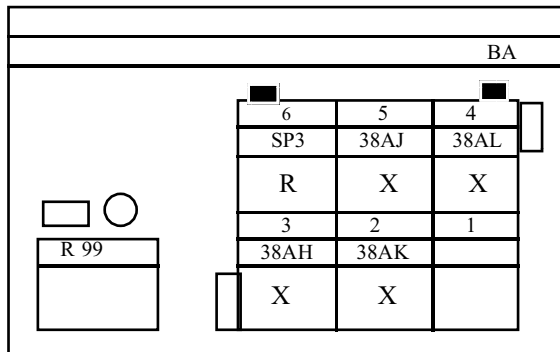 BA
6 5 4
SP3 38AJ 38AL
R X X
3 2 1
R 99 38AH 38AK
X X